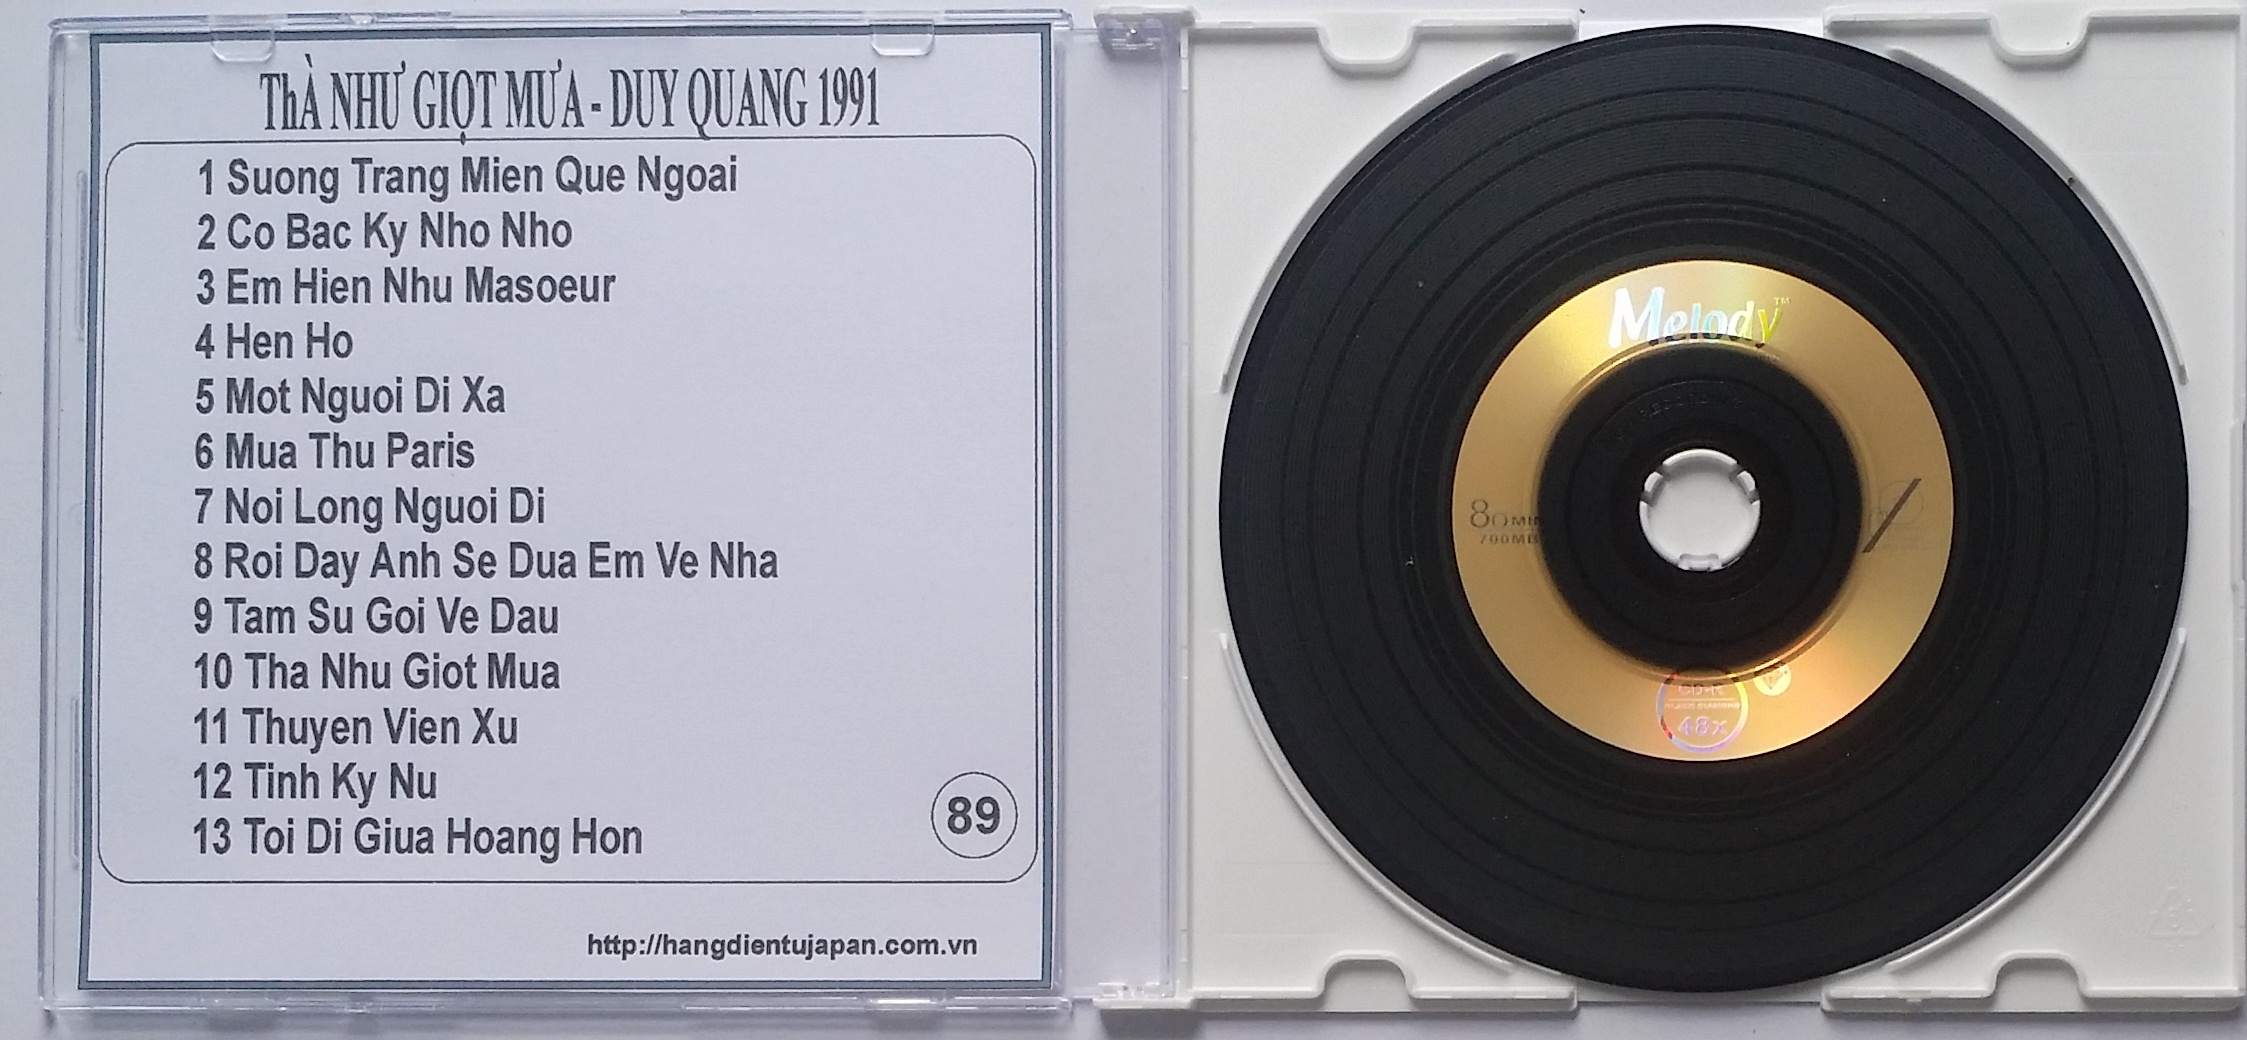 ThÀ NHƯ GIỌT MƯA - DUY QUANG 1991
1 Suong Trang Mien Que Ngoai
2 Co Bac Ky Nho Nho
3 Em Hien Nhu Masoeur
4 Hen Ho
5 Mot Nguoi Di Xa
6 Mua Thu Paris
7 Noi Long Nguoi Di
8 Roi Day Anh Se Dua Em Ve Nha
9 Tam Su Goi Ve Dau
10 Tha Nhu Giot Mua
11 Thuyen Vien Xu
12 Tinh Ky Nu
13 Toi Di Giua Hoang Hon
89
http://hangdientujapan.com.vn
Melody™
80MIN
700MB
CD-R
48x